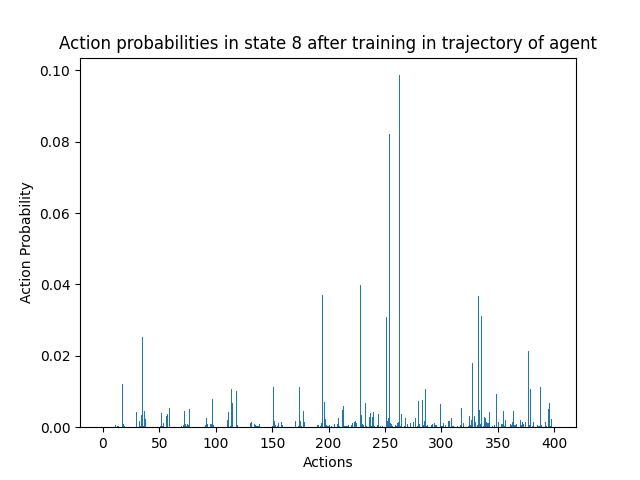 Action probabilities in state 8 after training in trajectory of agent
0.10
0.08
0.06
0.04
0.02
0.00
Action Probability
0 50 100 150 200 250 300 350 400
Actions